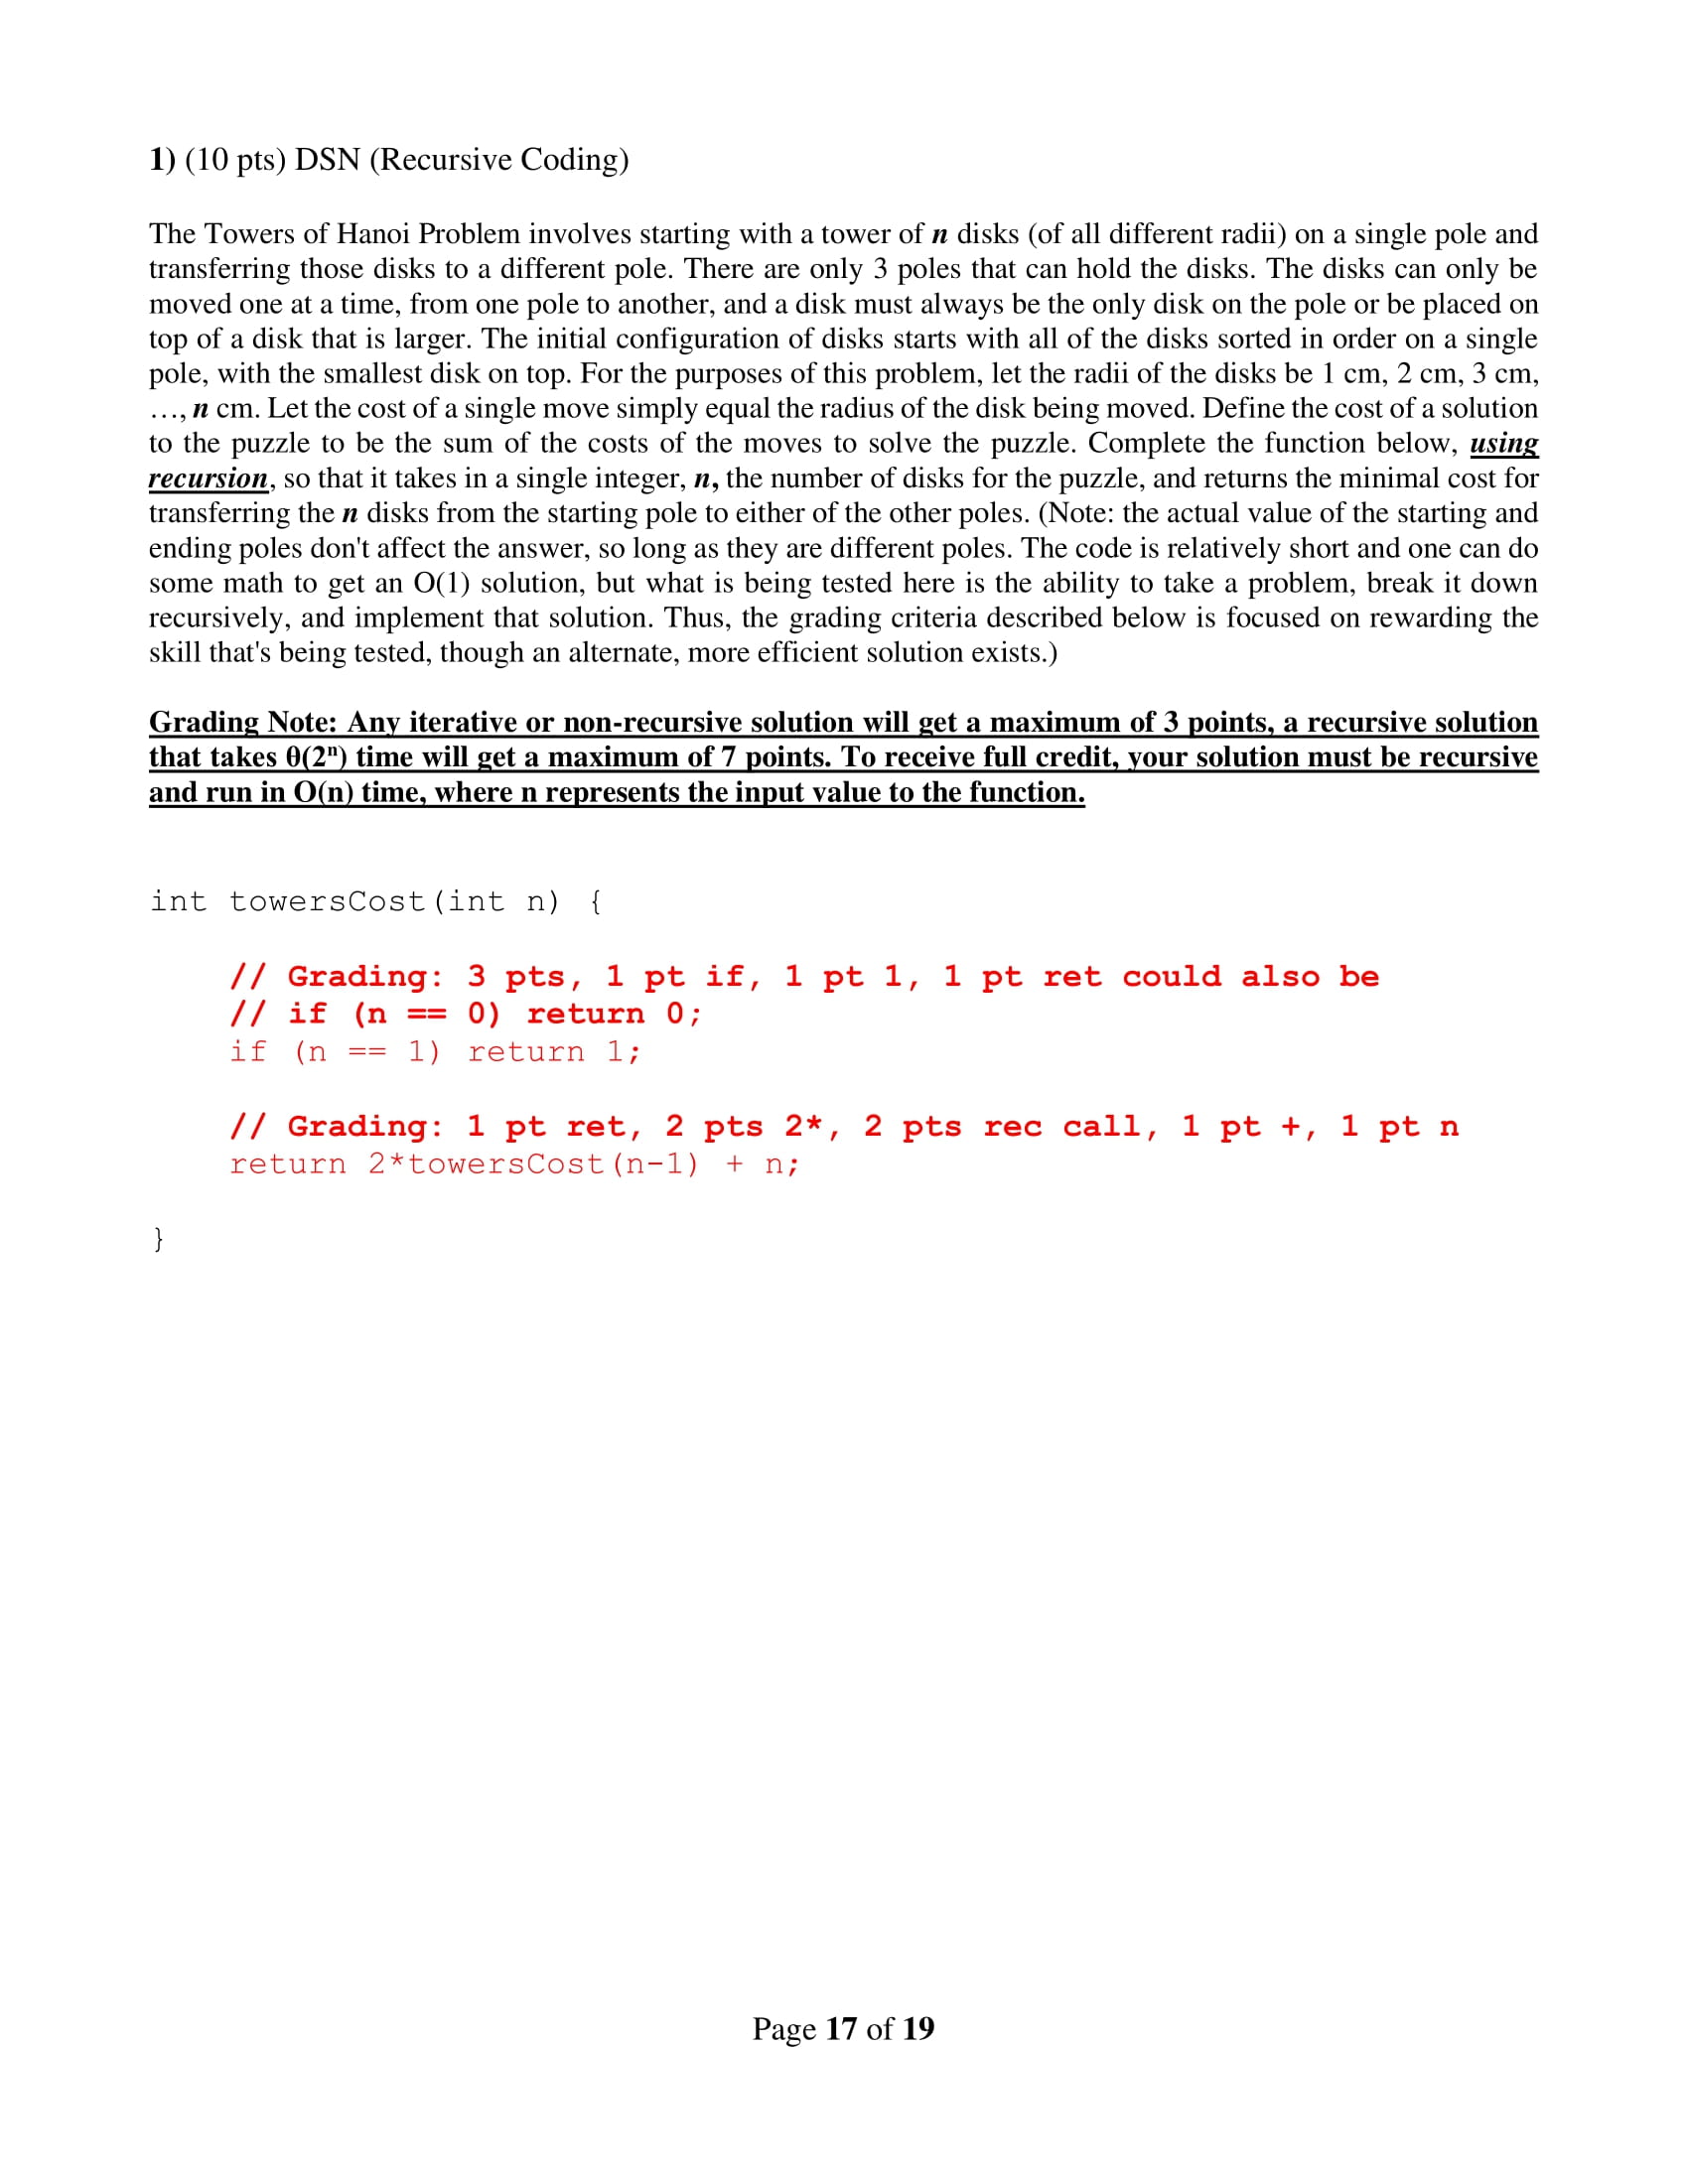 1) (10 pts) DSN (Recursive Coding)
The Towers of Hanoi Problem involves starting with a tower of n disks (of all different radii) on a single pole and
transferring those disks to a different pole. There are only 3 poles that can hold the disks. The disks can only be
moved one at a time, from one pole to another, and a disk must always be the only disk on the pole or be placed on
top of a disk that is larger. The initial configuration of disks starts with all of the disks sorted in order on a single
pole, with the smallest disk on top. For the purposes of this problem, let the radii of the disks be 1 cm, 2 cm, 3 cm,
…, n cm. Let the cost of a single move simply equal the radius of the disk being moved. Define the cost of a solution
to the puzzle to be the sum of the costs of the moves to solve the puzzle. Complete the function below, using
recursion, so that it takes in a single integer, n, the number of disks for the puzzle, and returns the minimal cost for
transferring the n disks from the starting pole to either of the other poles. (Note: the actual value of the starting and
ending poles don't affect the answer, so long as they are different poles. The code is relatively short and one can do
some math to get an O(1) solution, but what is being tested here is the ability to take a problem, break it down
recursively, and implement that solution. Thus, the grading criteria described below is focused on rewarding the
skill that's being tested, though an alternate, more efficient solution exists.)
Grading Note: Any iterative or non-recursive solution will get a maximum of 3 points, a recursive solution
that takes θ(2ⁿ) time will get a maximum of 7 points. To receive full credit, your solution must be recursive
and run in O(n) time, where n represents the input value to the function.
int towersCost(int n) {
// Grading: 3 pts, 1 pt if, 1 pt 1, 1 pt ret could also be
// if (n == 0) return 0;
if (n == 1) return 1;
// Grading: 1 pt ret, 2 pts 2*, 2 pts rec call, 1 pt +, 1 pt n
return 2*towersCost(n-1) + n;
}
Page 17 of 19